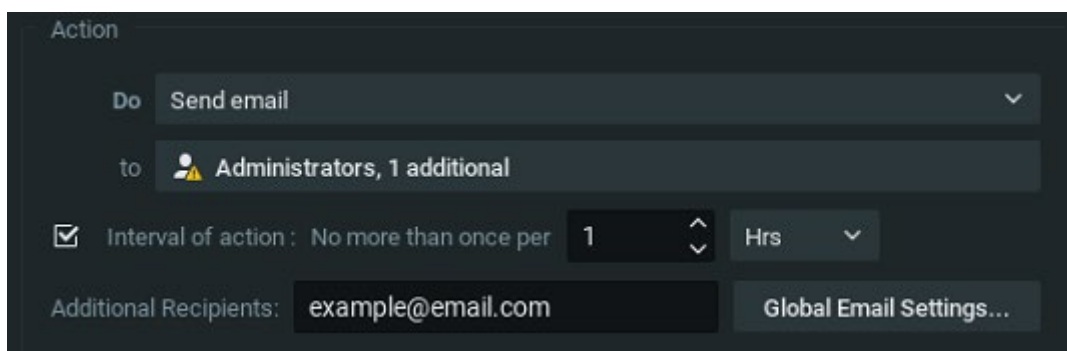 Action
Do Send email
to Administrators, 1 additional
Interval of action : No more than once per 1 Hrs
Additional Recipients: example@email.com Global Email Settings...